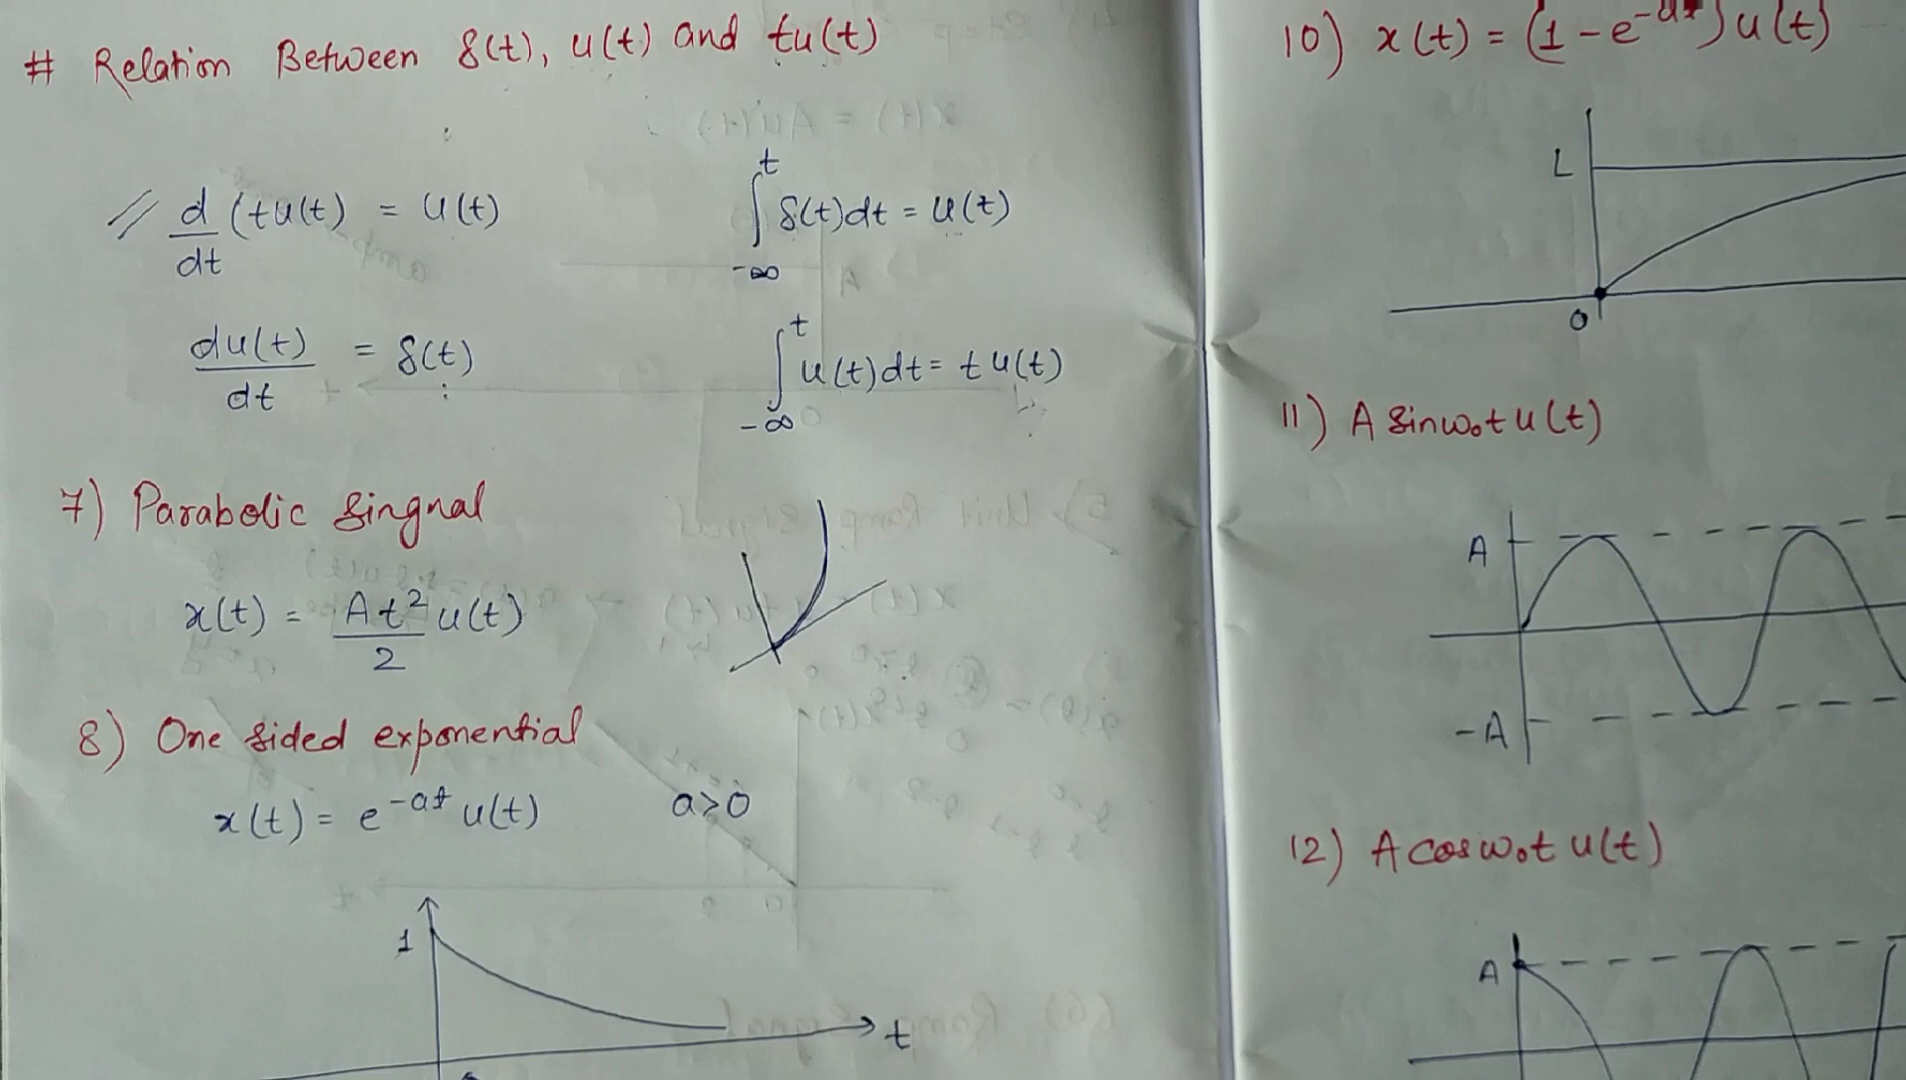 # Relation Between δ(t), u(t) and tu(t)
// d/dt (tu(t) = u(t)
∫_{-∞}^{t} δ(t)dt = u(t)
du(t)/dt = δ(t)
∫_{-∞}^{t} u(t)dt = t u(t)
7) Parabolic Singnal
x(t) = At²/2 u(t)
8) One sided exponential
x(t) = e^{-at} u(t) a>0
1
t
10) x(t) = (1-e^{-at})u(t)
L
0
11) A sinω₀t u(t)
A
-A
12) A cosω₀t u(t)
A